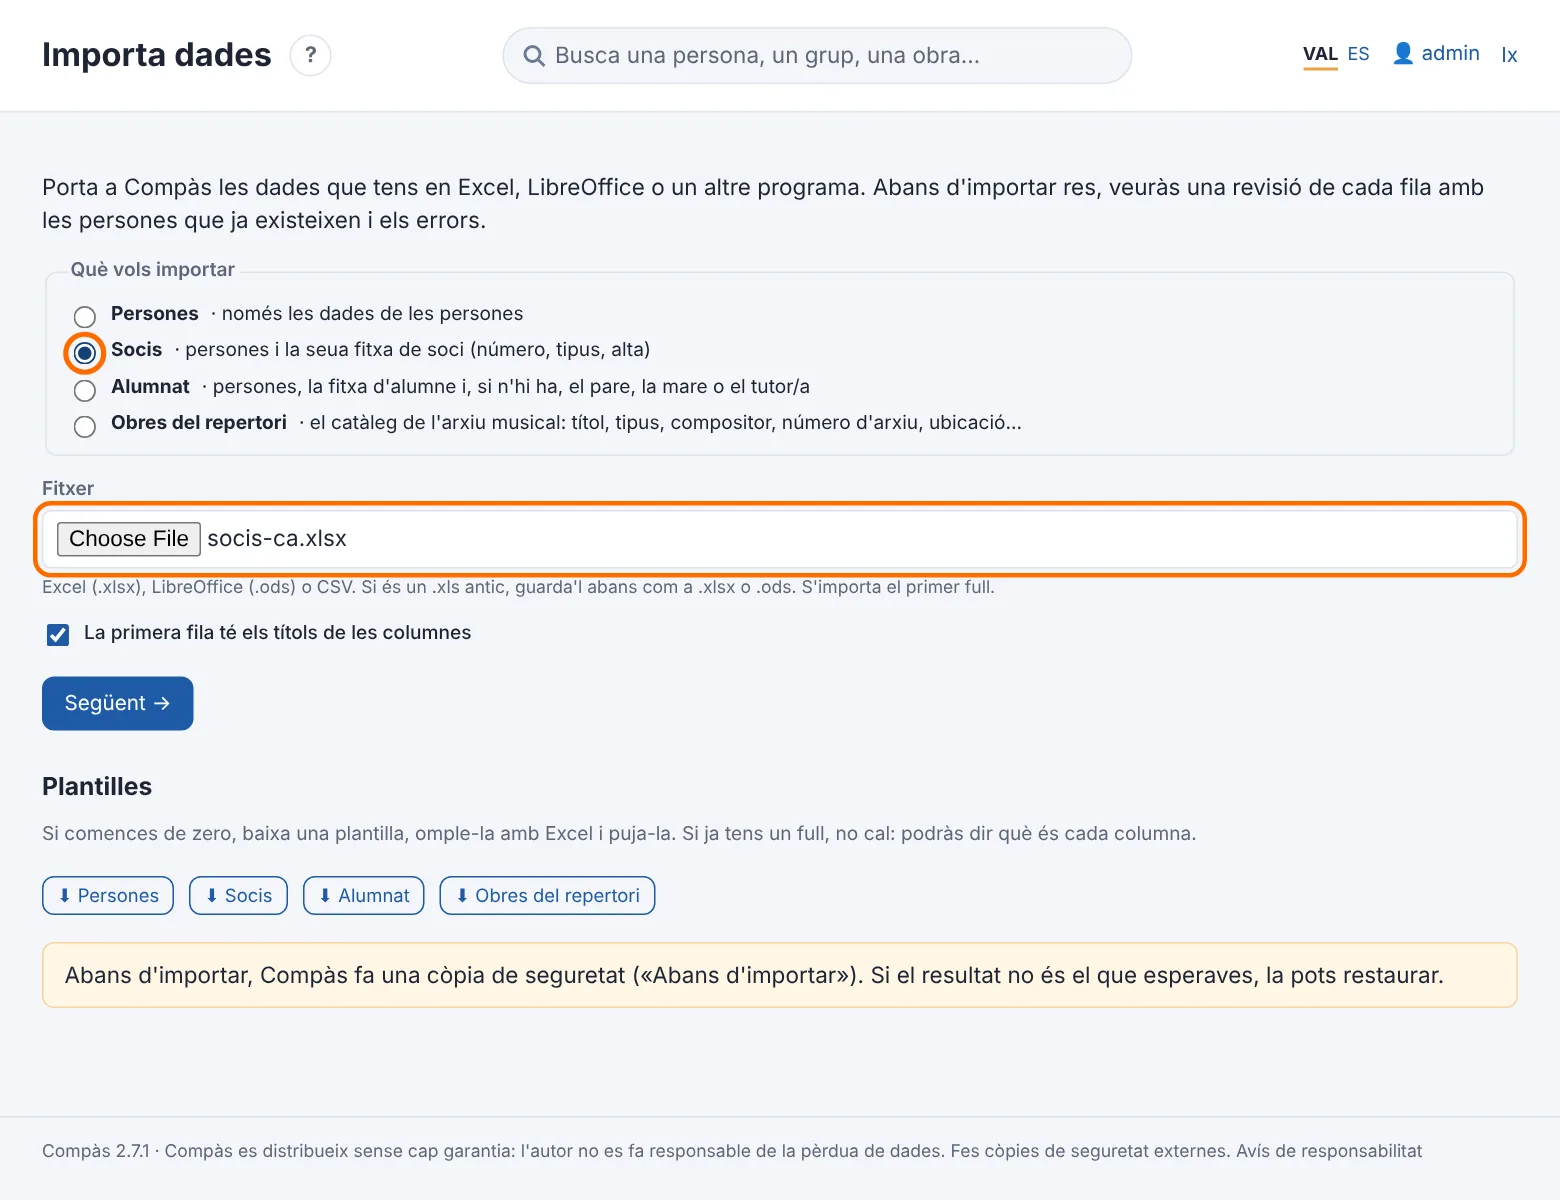 Importa dades
?
Busca una persona, un grup, una obra...
VAL ES
admin
Ix
Porta a Compàs les dades que tens en Excel, LibreOffice o un altre programa. Abans d'importar res, veuràs una revisió de cada fila amb
les persones que ja existeixen i els errors.
Què vols importar
Persones · només les dades de les persones
Socis · persones i la seua fitxa de soci (número, tipus, alta)
Alumnat · persones, la fitxa d'alumne i, si n'hi ha, el pare, la mare o el tutor/a
Obres del repertori · el catàleg de l'arxiu musical: títol, tipus, compositor, número d'arxiu, ubicació...
Fitxer
Choose File socis-ca.xlsx
Excel (.xlsx), LibreOffice (.ods) o CSV. Si és un .xls antic, guarda'l abans com a .xlsx o .ods. S'importa el primer full.
La primera fila té els títols de les columnes
Següent →
Plantilles
Si comences de zero, baixa una plantilla, omple-la amb Excel i puja-la. Si ja tens un full, no cal: podràs dir què és cada columna.
⬇ Persones
⬇ Socis
⬇ Alumnat
⬇ Obres del repertori
Abans d'importar, Compàs fa una còpia de seguretat («Abans d'importar»). Si el resultat no és el que esperaves, la pots restaurar.
Compàs 2.7.1 · Compàs es distribueix sense cap garantia: l'autor no es fa responsable de la pèrdua de dades. Fes còpies de seguretat externes. Avís de responsabilitat